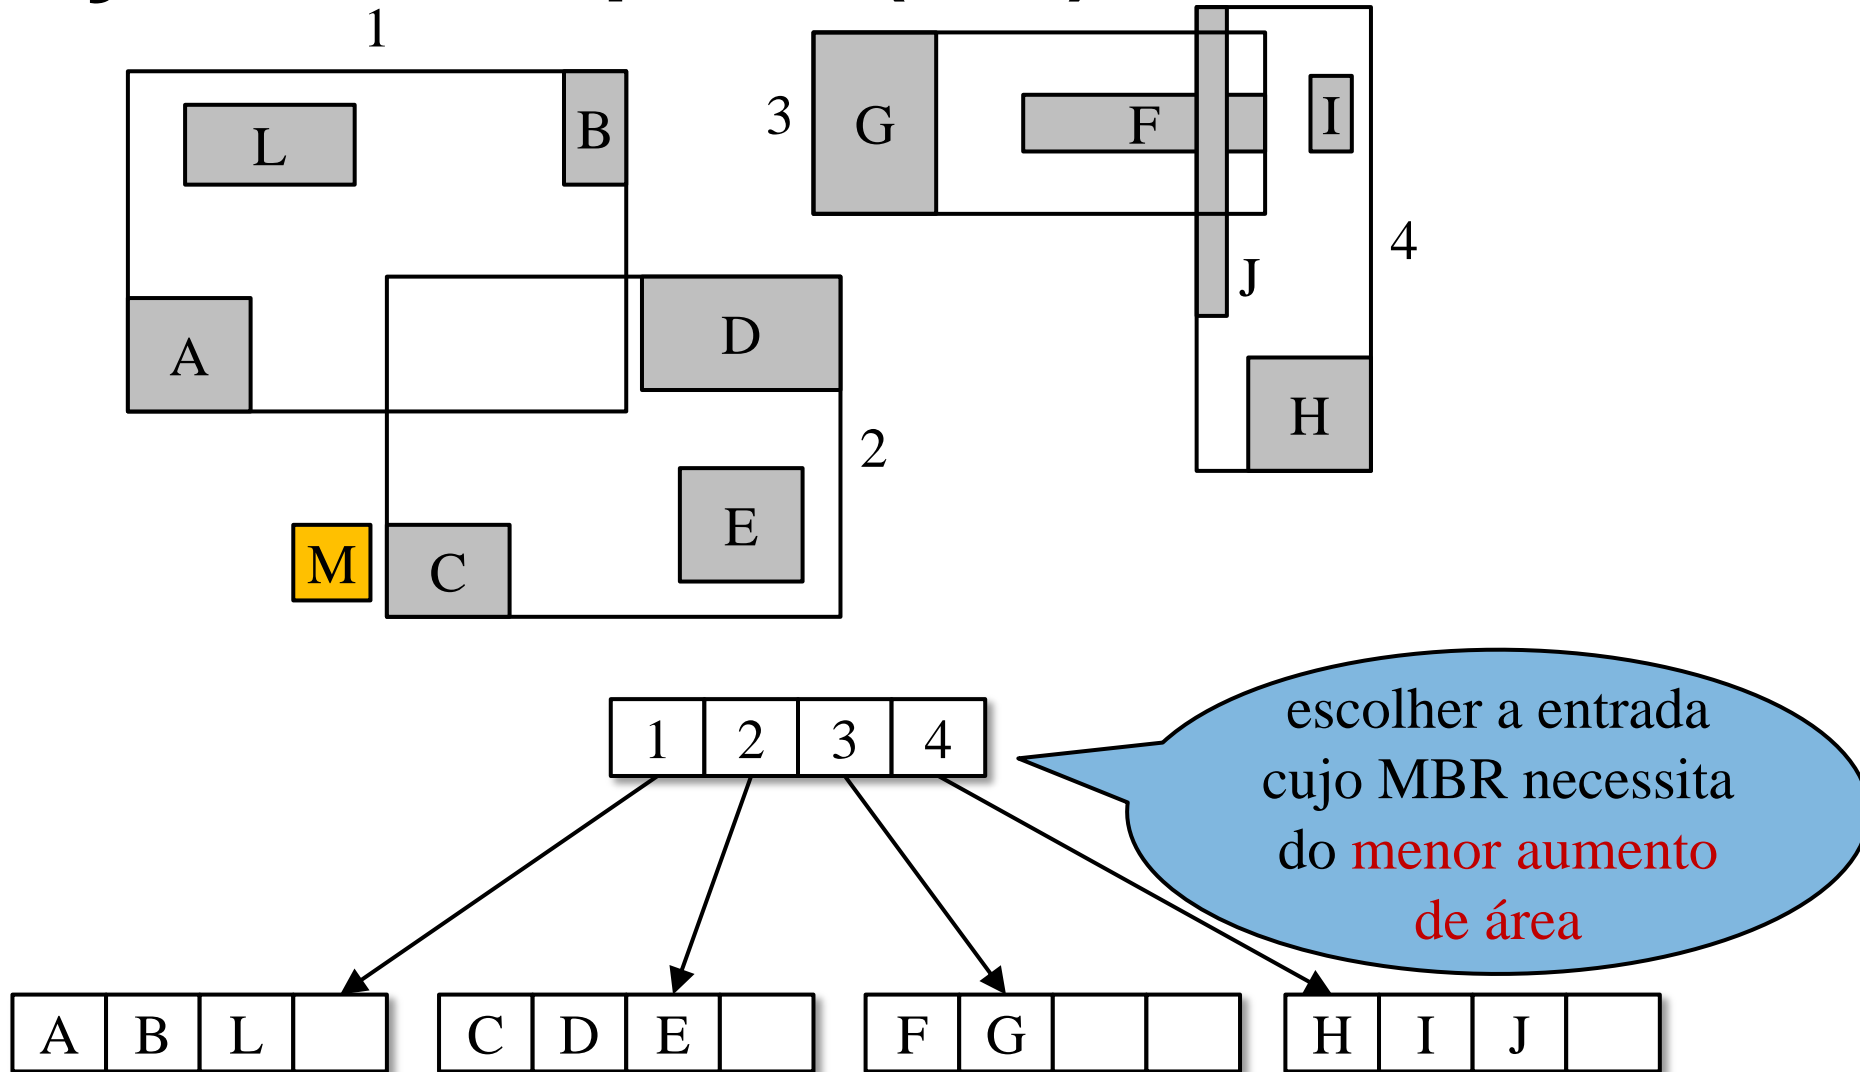 1
L
B
3
G
F
I
4
J
A
D
H
2
E
M
C
1 2 3 4
escolher a entrada
cujo MBR necessita
do menor aumento
de área
A B L
C D E
F G
H I J